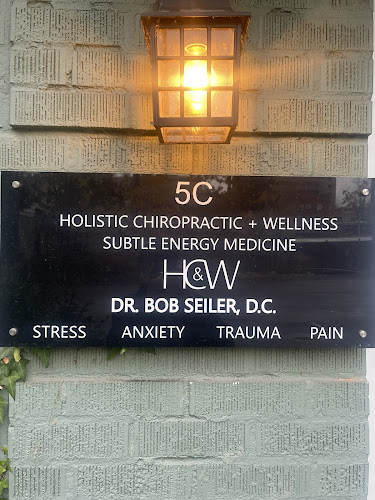 5C
HOLISTIC CHIROPRACTIC + WELLNESS
SUBTLE ENERGY MEDICINE
HC&W
DR. BOB SEILER, D.C.
STRESS ANXIETY TRAUMA PAIN